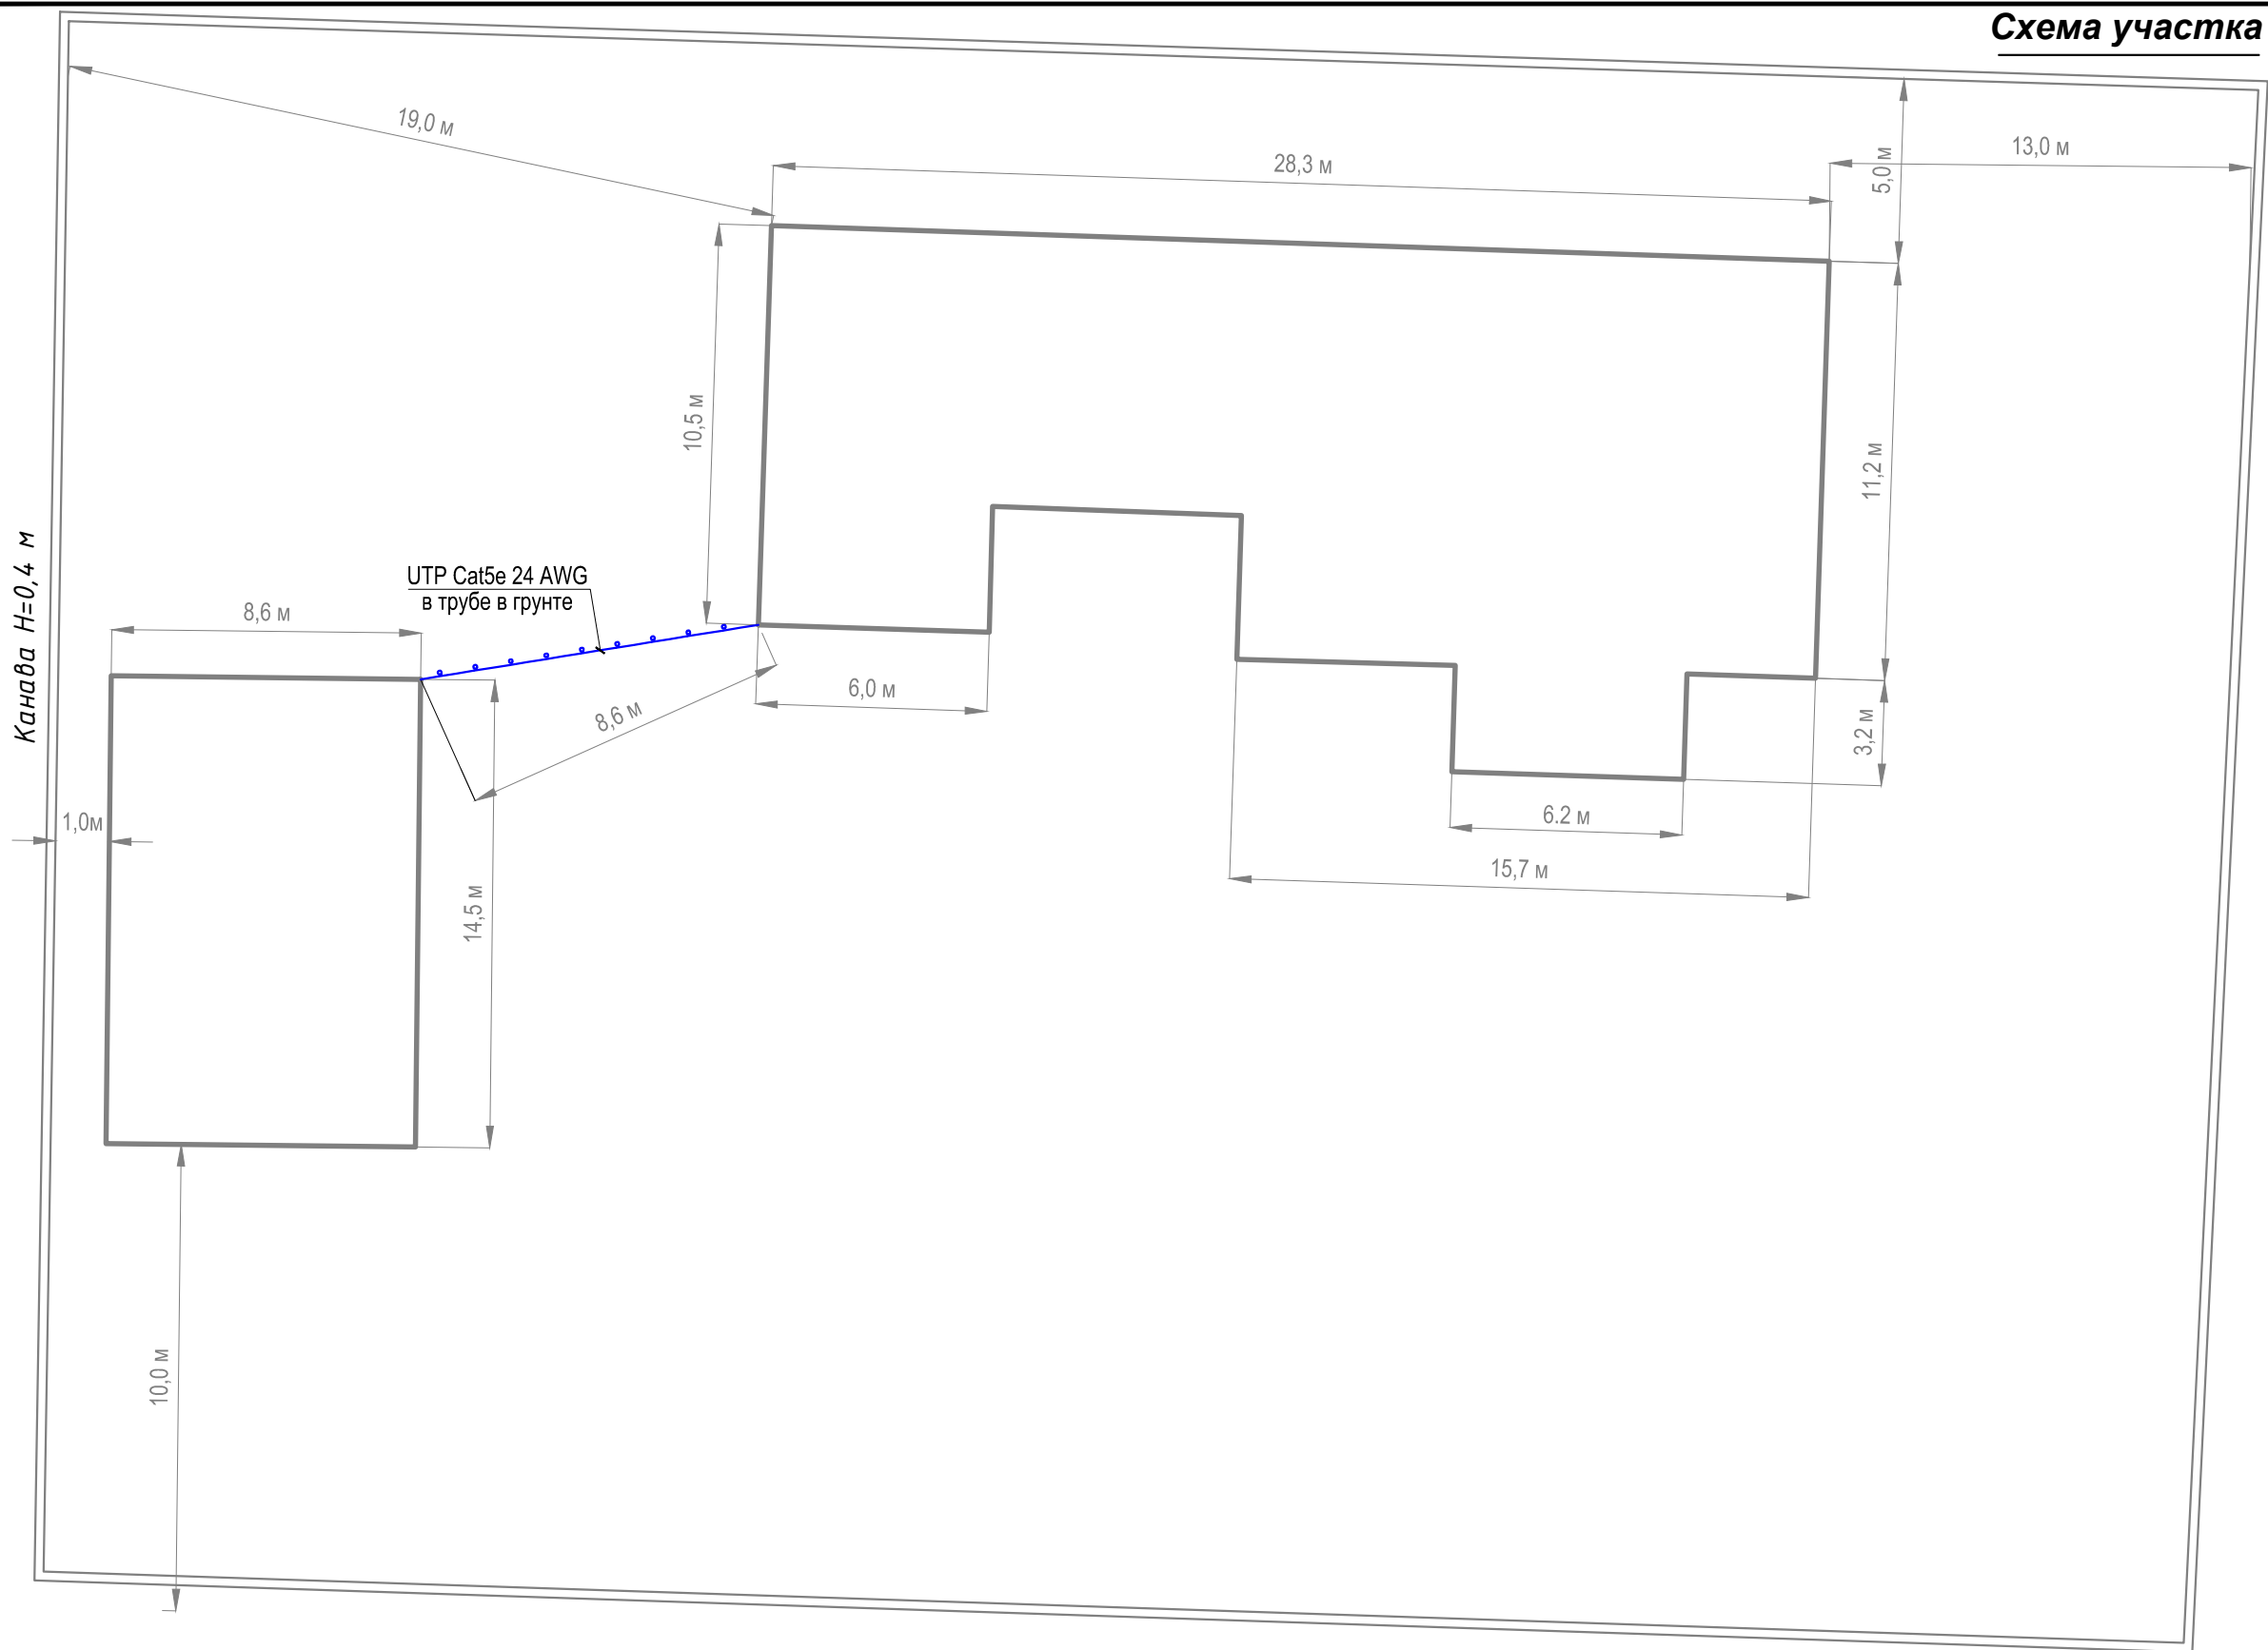 Схема участка
19,0 м
28,3 м
13,0 м
5,0 м
10,5 м
11,2 м
Канава H=0,4 м
UTP Cat5e 24 AWG
в трубе в грунте
8,6 м
6,0 м
8,6 м
3,2 м
1,0м
6.2 м
15,7 м
14,5 м
10,0 м